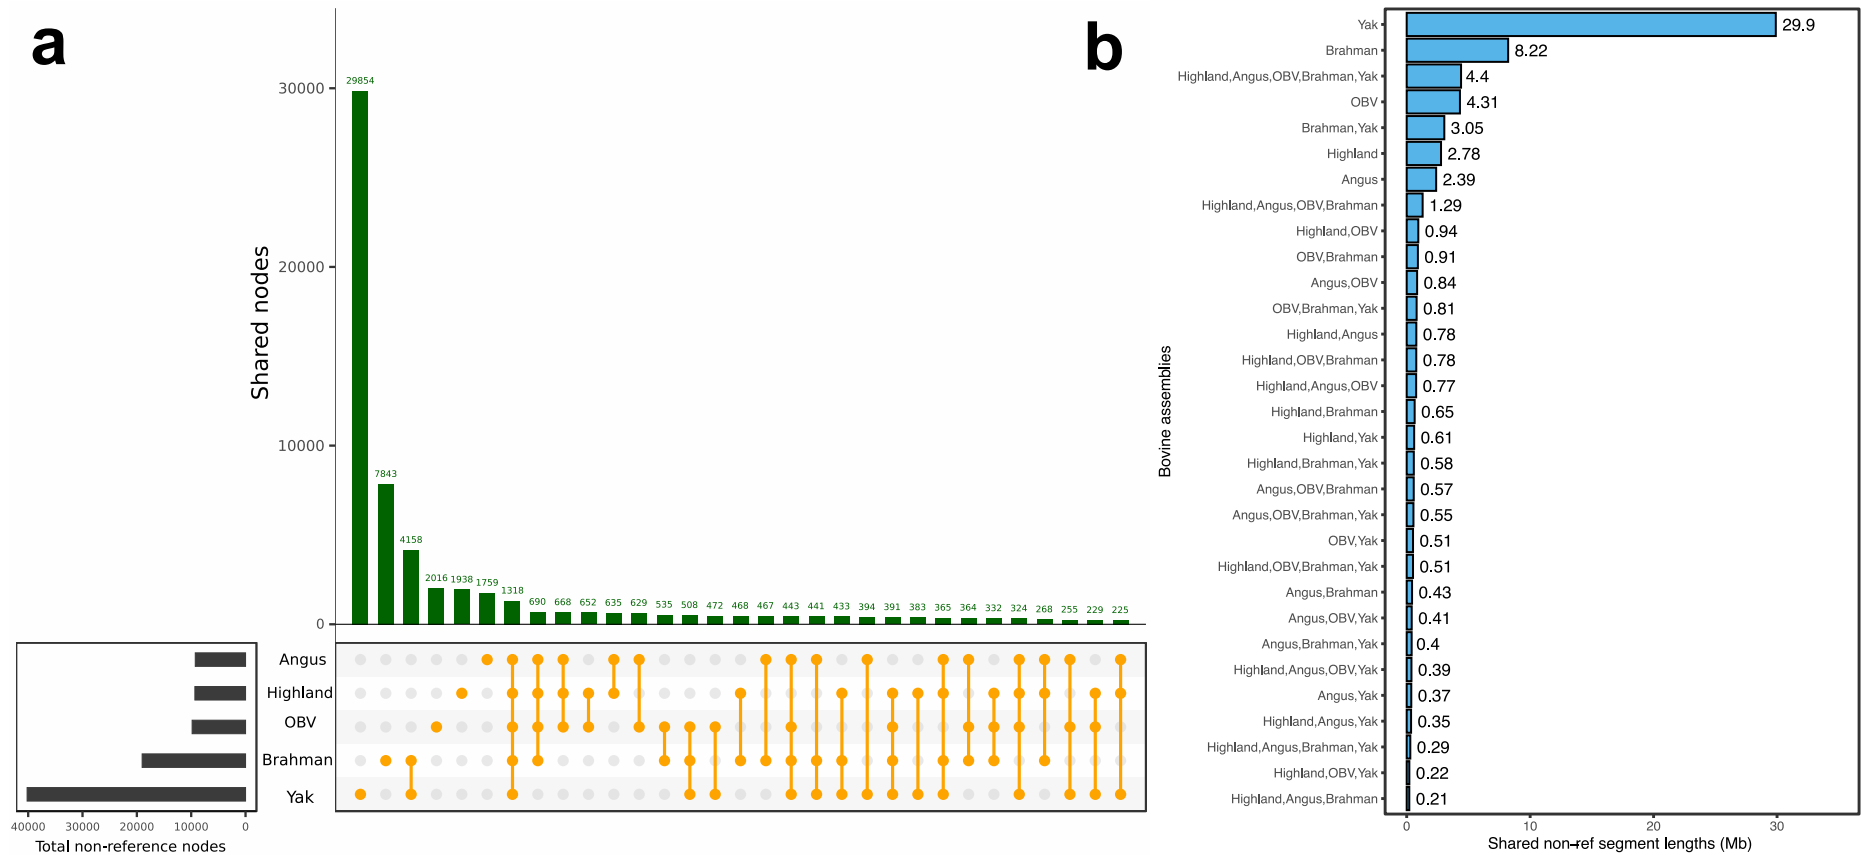 a
30000
20000
10000
0
Shared nodes
29854
7843
4158
2016 1938 1759 1318 690 668 652 635 629 535 508 472 468 467 443 441 433 394 391 383 365 364 332 324 268 255 229 225
Angus
Highland
OBV
Brahman
Yak
40000 30000 20000 10000 0
Total non-reference nodes
b
Bovine assemblies
Yak 29.9
Brahman 8.22
Highland,Angus,OBV,Brahman,Yak 4.4
OBV 4.31
Brahman,Yak 3.05
Highland 2.78
Angus 2.39
Highland,Angus,OBV,Brahman 1.29
Highland,OBV 0.94
OBV,Brahman 0.91
Angus,OBV 0.84
OBV,Brahman,Yak 0.81
Highland,Angus 0.78
Highland,OBV,Brahman 0.78
Highland,Angus,OBV 0.77
Highland,Brahman 0.65
Highland,Yak 0.61
Highland,Brahman,Yak 0.58
Angus,OBV,Brahman 0.57
Angus,OBV,Brahman,Yak 0.55
OBV,Yak 0.51
Highland,OBV,Brahman,Yak 0.51
Angus,Brahman 0.43
Angus,OBV,Yak 0.41
Angus,Brahman,Yak 0.4
Highland,Angus,OBV,Yak 0.39
Angus,Yak 0.37
Highland,Angus,Yak 0.35
Highland,Angus,Brahman,Yak 0.29
Highland,OBV,Yak 0.22
Highland,Angus,Brahman 0.21
0 10 20 30
Shared non-ref segment lengths (Mb)